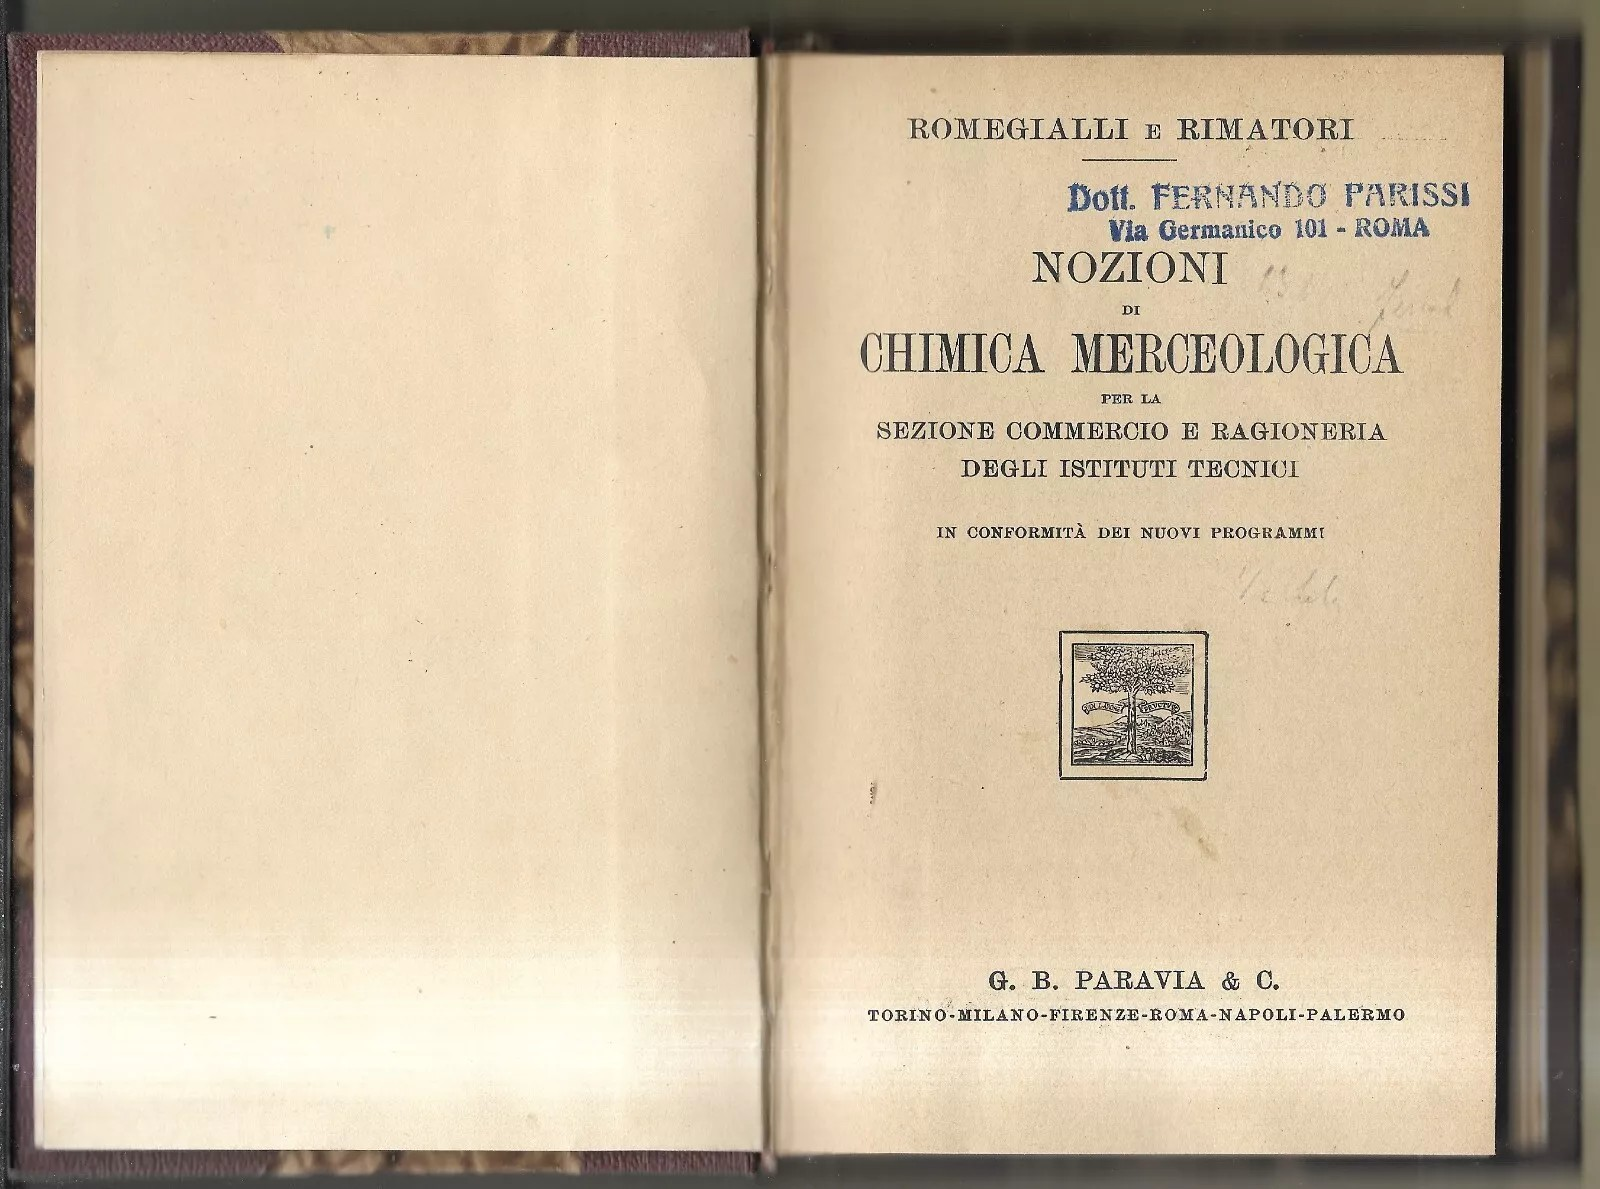 ROMEGIALLI E RIMATORI
Dott. FERNANDO PARISSI
Via Germanico 101 - ROMA
NOZIONI
DI
CHIMICA MERCEOLOGICA
PER LA
SEZIONE COMMERCIO E RAGIONERIA
DEGLI ISTITUTI TECNICI
IN CONFORMITÀ DEI NUOVI PROGRAMMI
G. B. PARAVIA & C.
TORINO-MILANO-FIRENZE-ROMA-NAPOLI-PALERMO